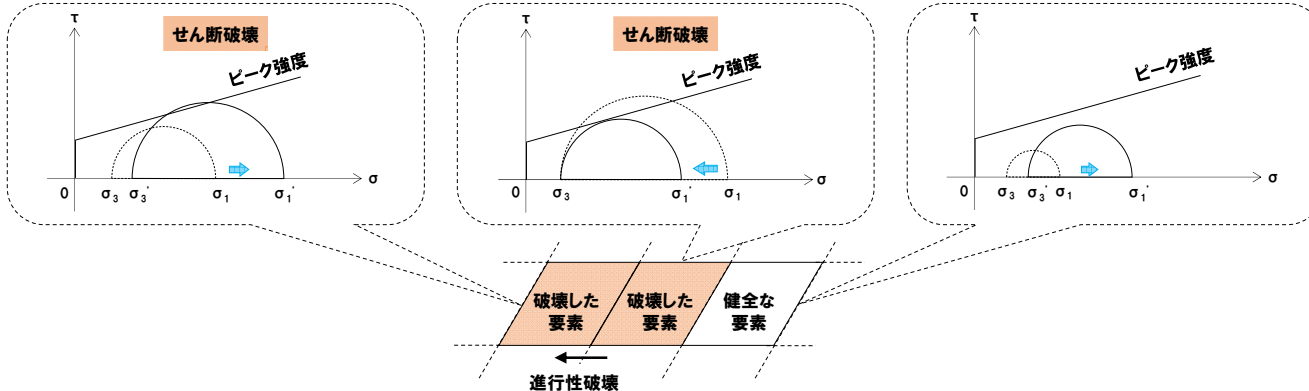 τ
せん断破壊
ピーク強度
0
σ3
σ3'
σ1
σ1'
σ
τ
せん断破壊
ピーク強度
0
σ3
σ1'
σ1
σ
τ
ピーク強度
0
σ3
σ3'
σ1
σ1'
σ
破壊した
要素
破壊した
要素
健全な
要素
進行性破壊